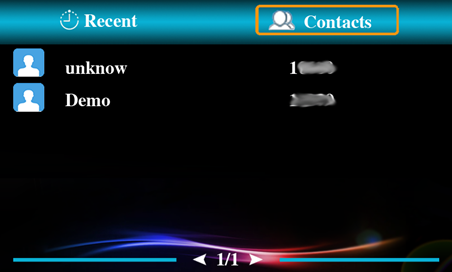 Recent Contacts
unknow 1
Demo
1/1